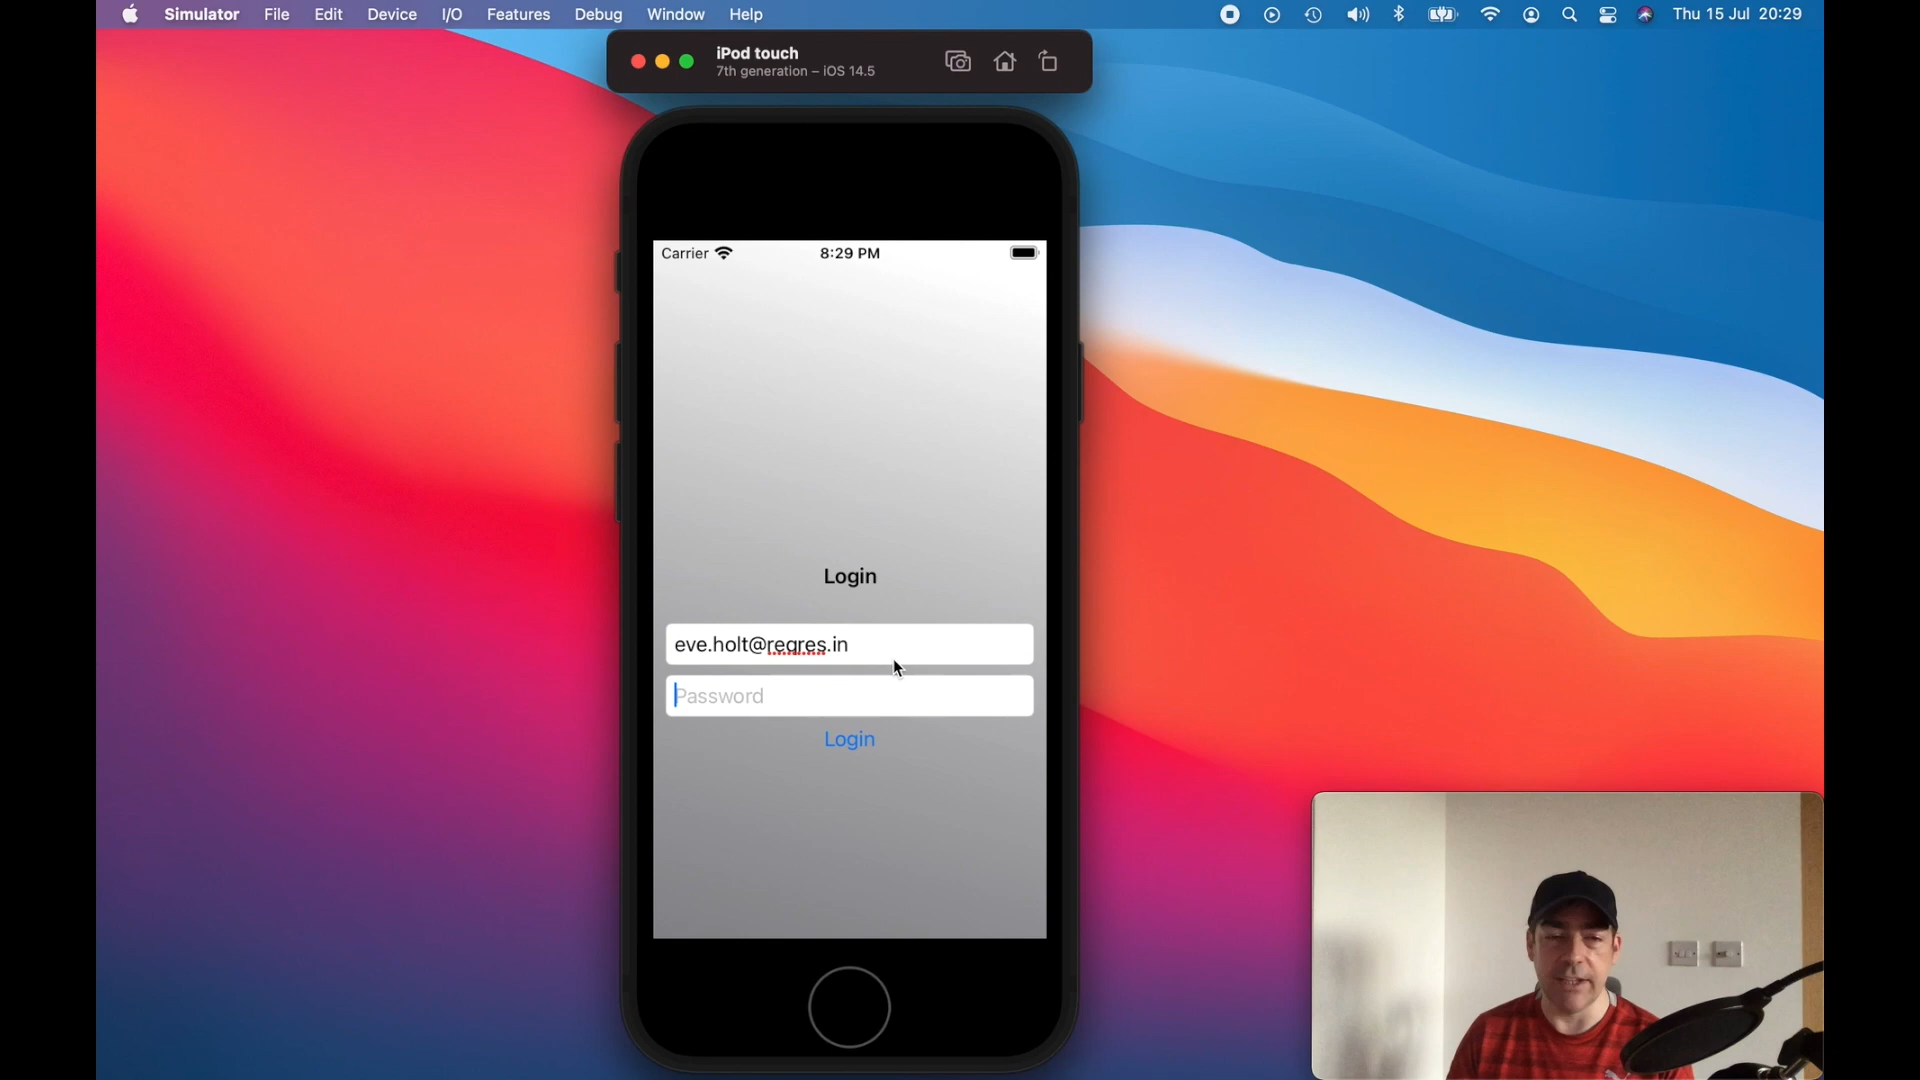 Simulator File Edit Device I/O Features Debug Window Help Thu 15 Jul 20:29
iPod touch
7th generation – iOS 14.5
Carrier 8:29 PM
Login
eve.holt@reqres.in
Password
Login